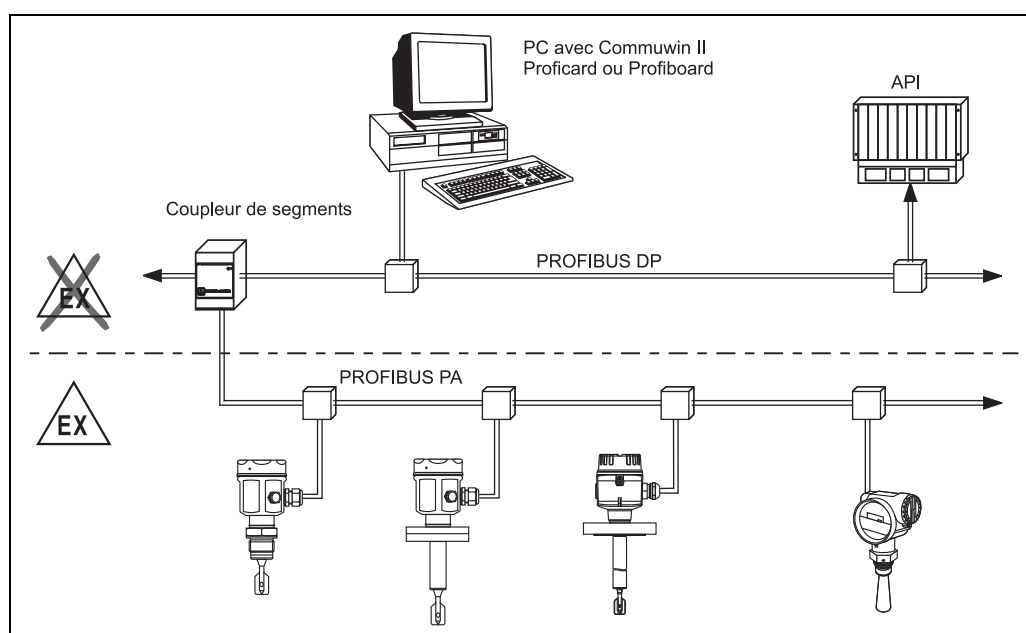 PC avec Commuwin II
Proficard ou Profiboard
API
Coupleur de segments
PROFIBUS DP
EX
PROFIBUS PA
EX